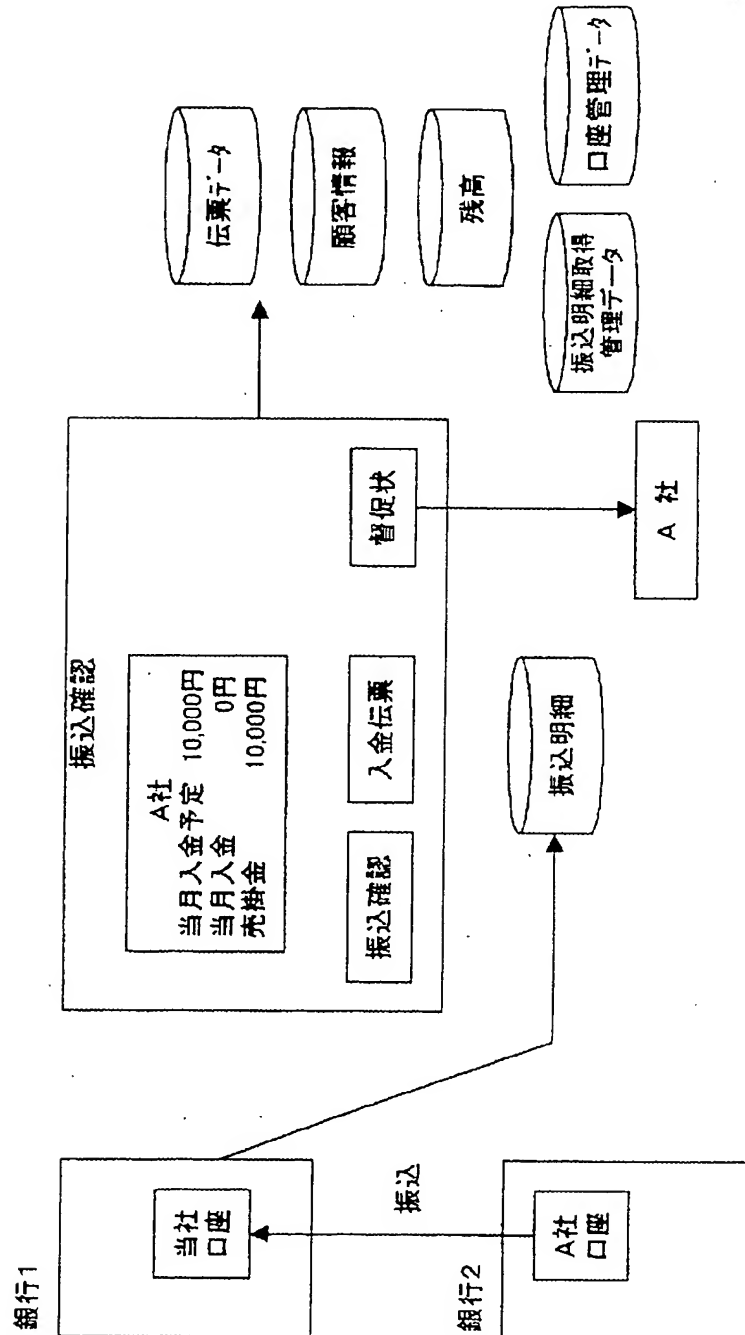 銀行1
当社
口座
振込
銀行2
A社
口座
振込確認
A社
当月入金予定 10,000円
当月入金 0円
売掛金 10,000円
振込確認
入金伝票
督促状
振込明細
A 社
伝票データ
顧客情報
残高
振込明細取得
管理データ
口座管理データ